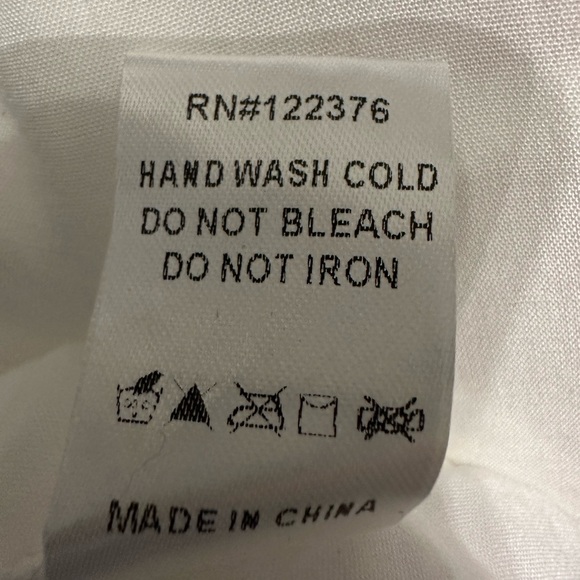 RN#122376
HAND WASH COLD
DO NOT BLEACH
DO NOT IRON
MADE IN CHINA